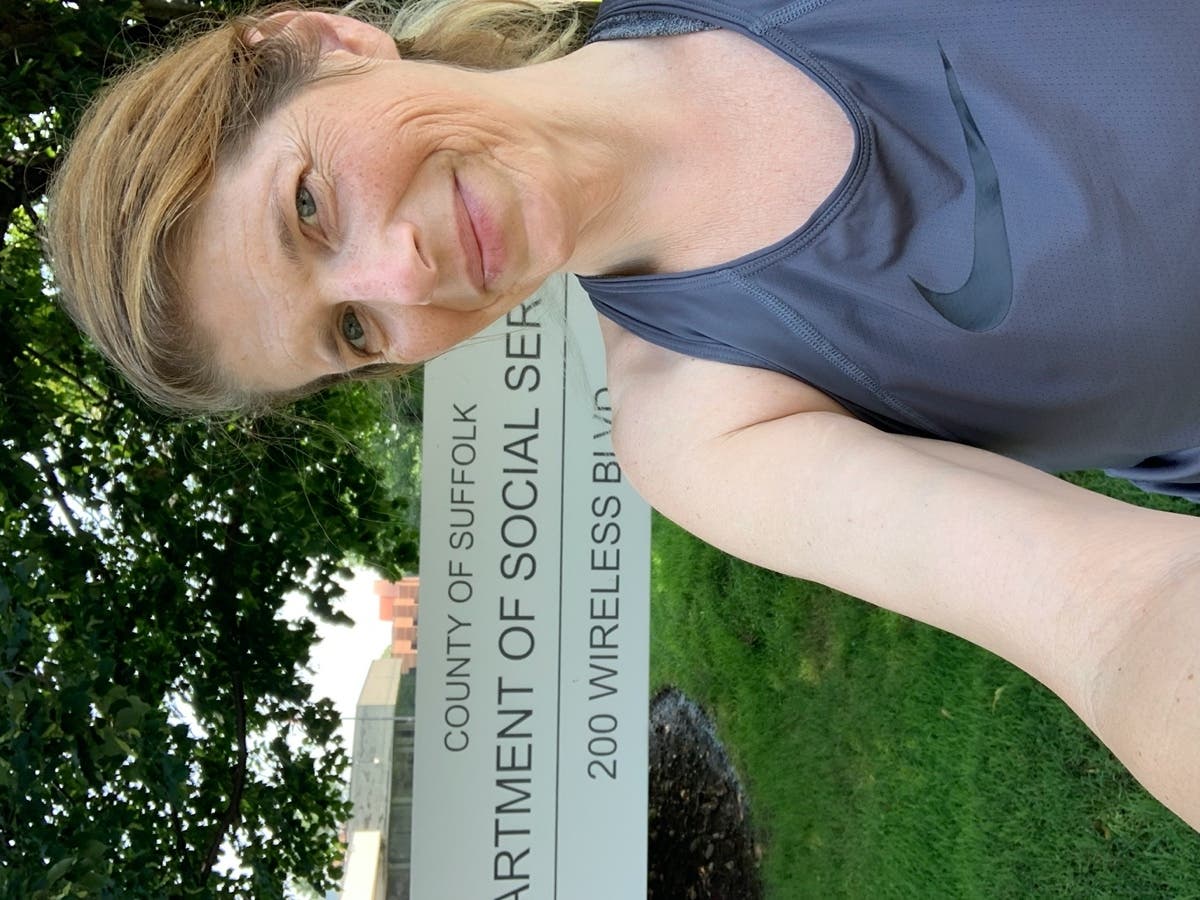 COUNTY OF SUFFOLK
ARTMENT OF SOCIAL SER
200 WIRELESS BLVD